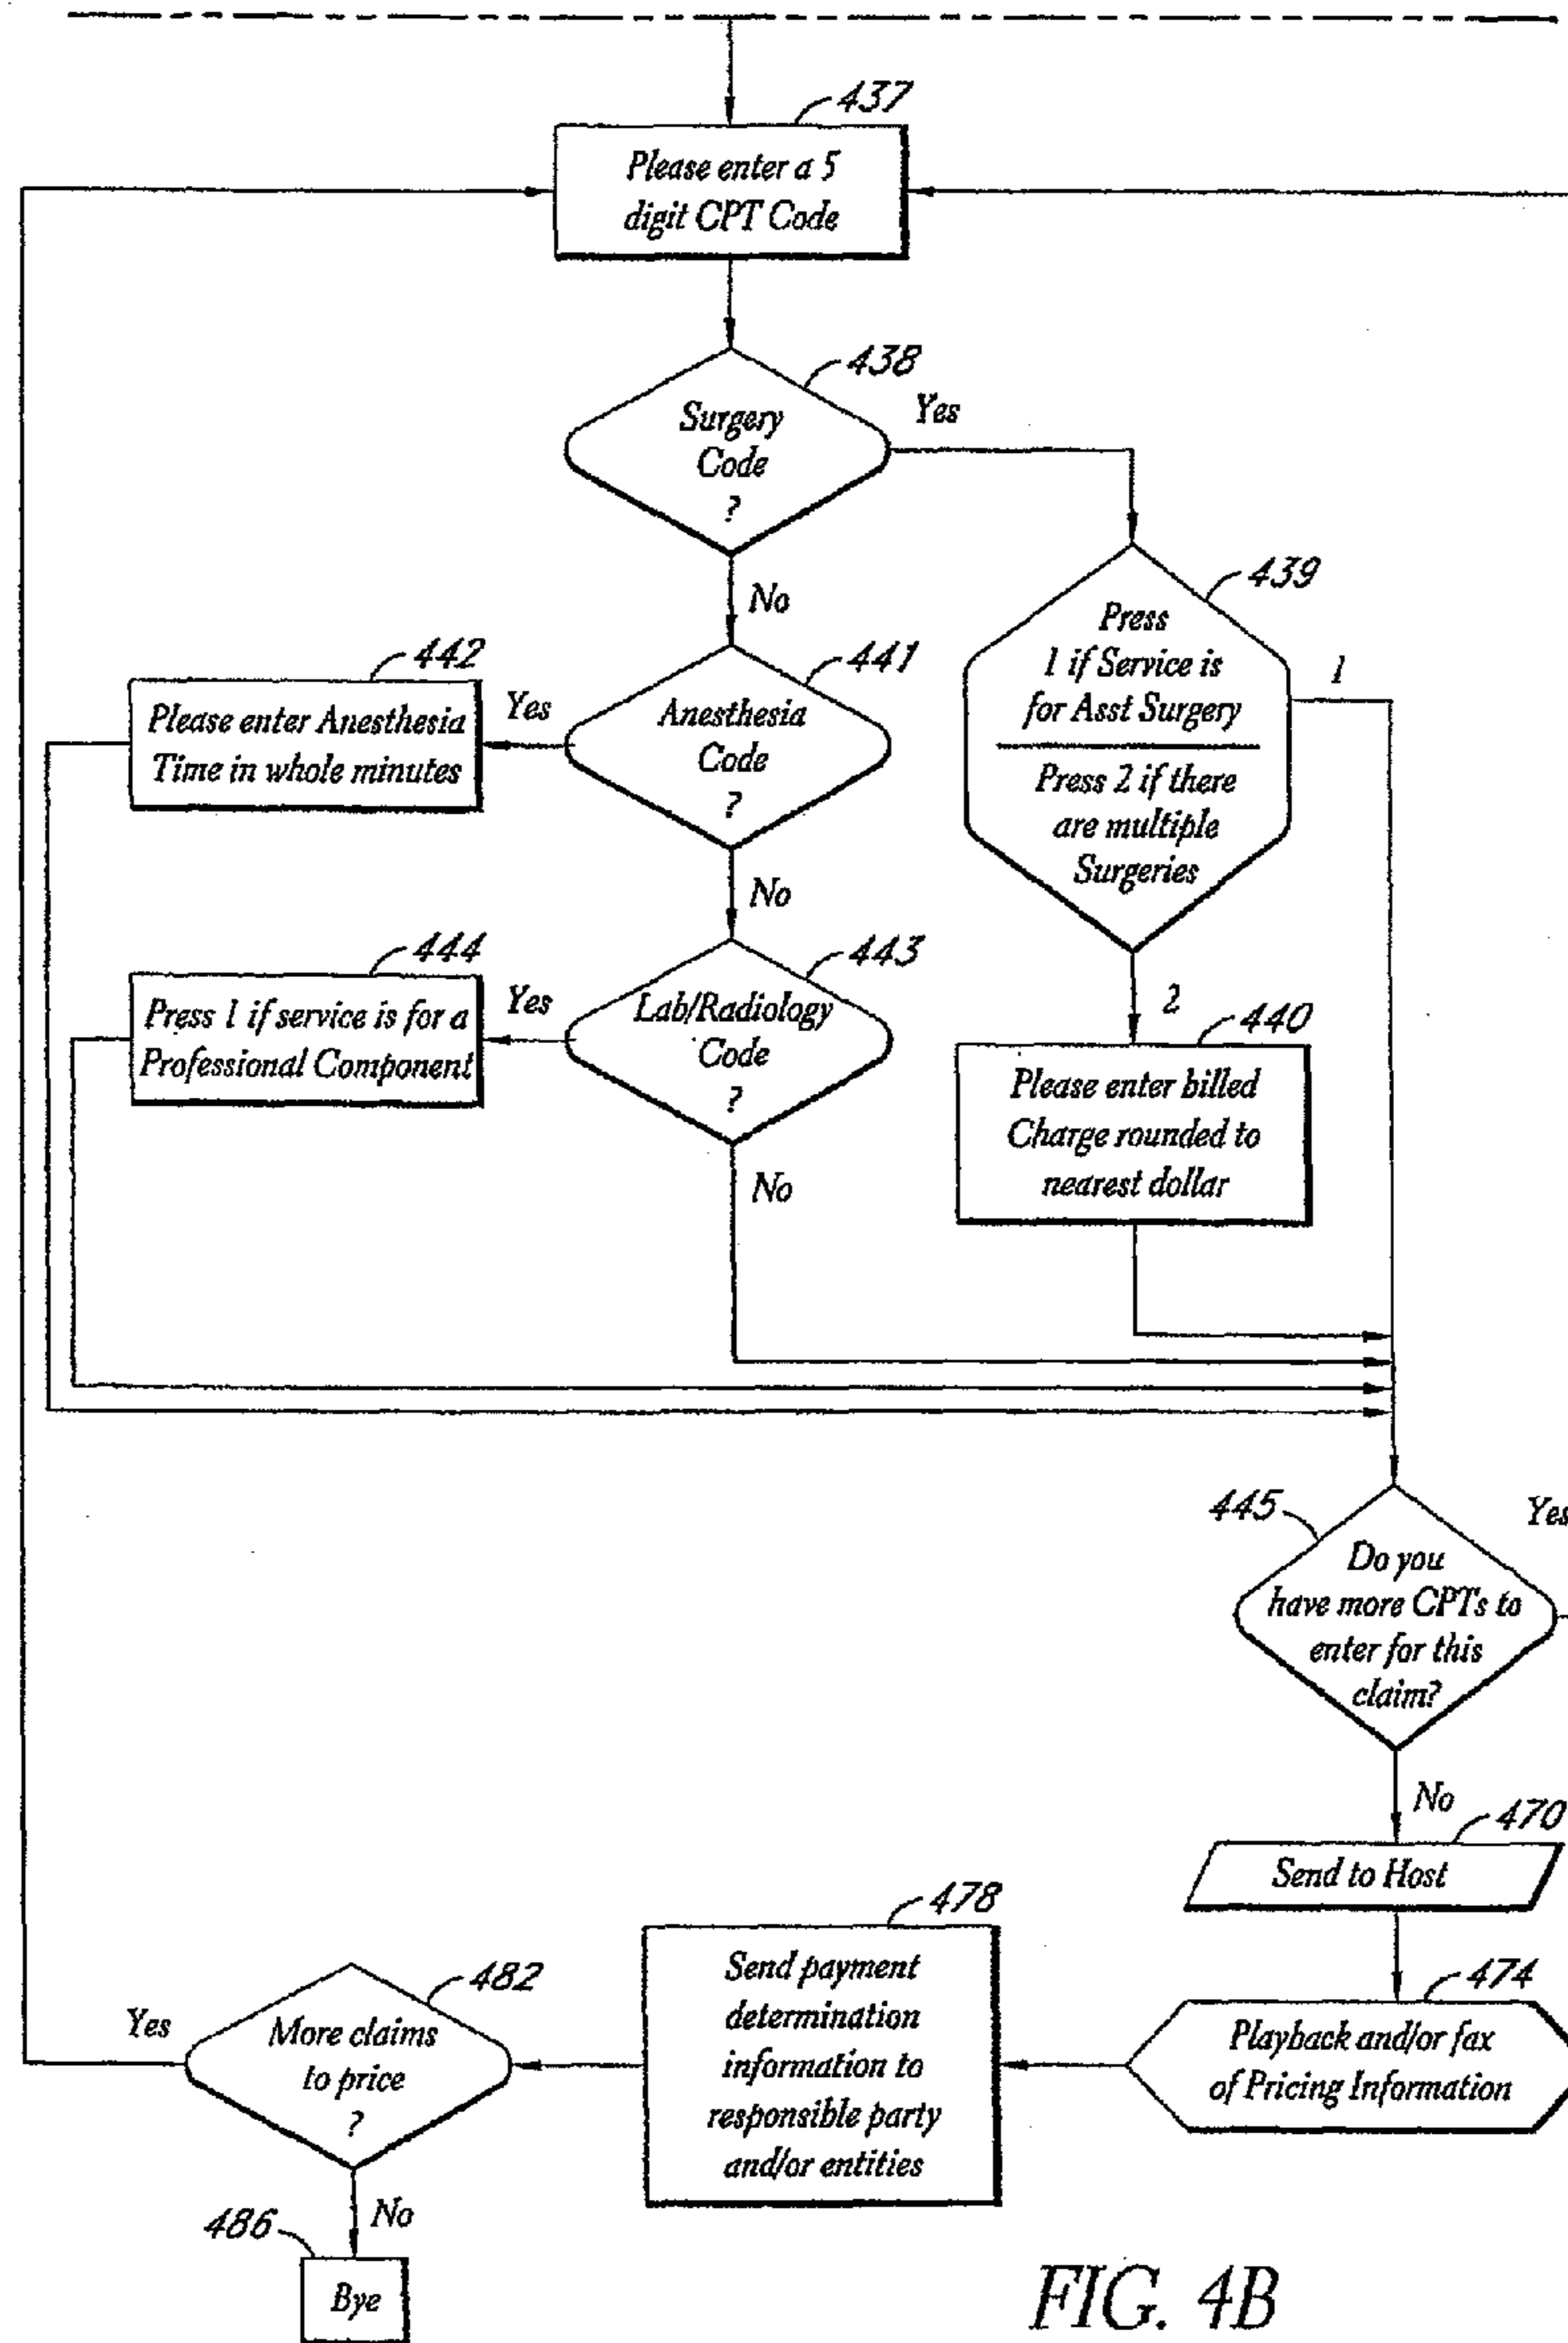 437
Please enter a 5
digit CPT Code
438
Surgery
Code
?
Yes
No
439
Press
1 if Service is
for Asst Surgery
Press 2 if there
are multiple
Surgeries
1
2
442
Please enter Anesthesia
Time in whole minutes
Yes
441
Anesthesia
Code
?
No
444
Press 1 if service is for a
Professional Component
Yes
443
Lab/Radiology
Code
?
No
440
Please enter billed
Charge rounded to
nearest dollar
445
Do you
have more CPTs to
enter for this
claim?
Yes
No
470
Send to Host
474
Playback and/or fax
of Pricing Information
478
Send payment
determination
information to
responsible party
and/or entities
482
More claims
to price
?
Yes
No
486
Bye
FIG. 4B